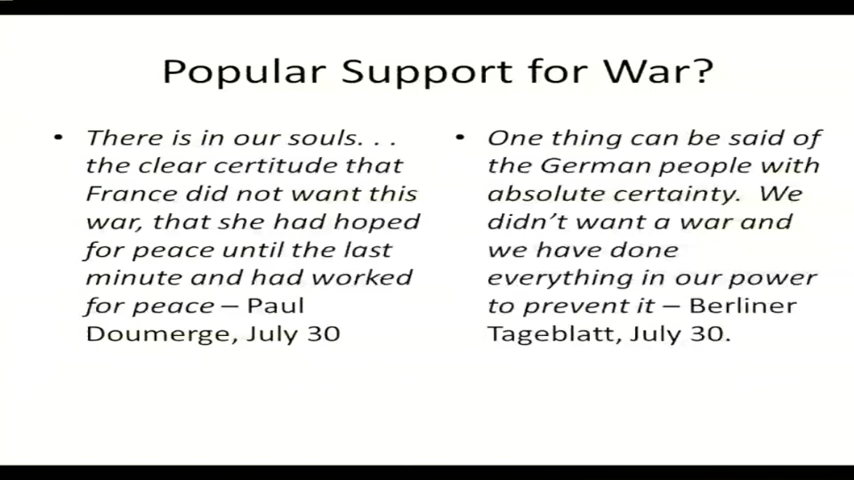 Popular Support for War?
• There is in our souls. . .
the clear certitude that
France did not want this
war, that she had hoped
for peace until the last
minute and had worked
for peace – Paul
Doumerge, July 30
• One thing can be said of
the German people with
absolute certainty.  We
didn't want a war and
we have done
everything in our power
to prevent it – Berliner
Tageblatt, July 30.